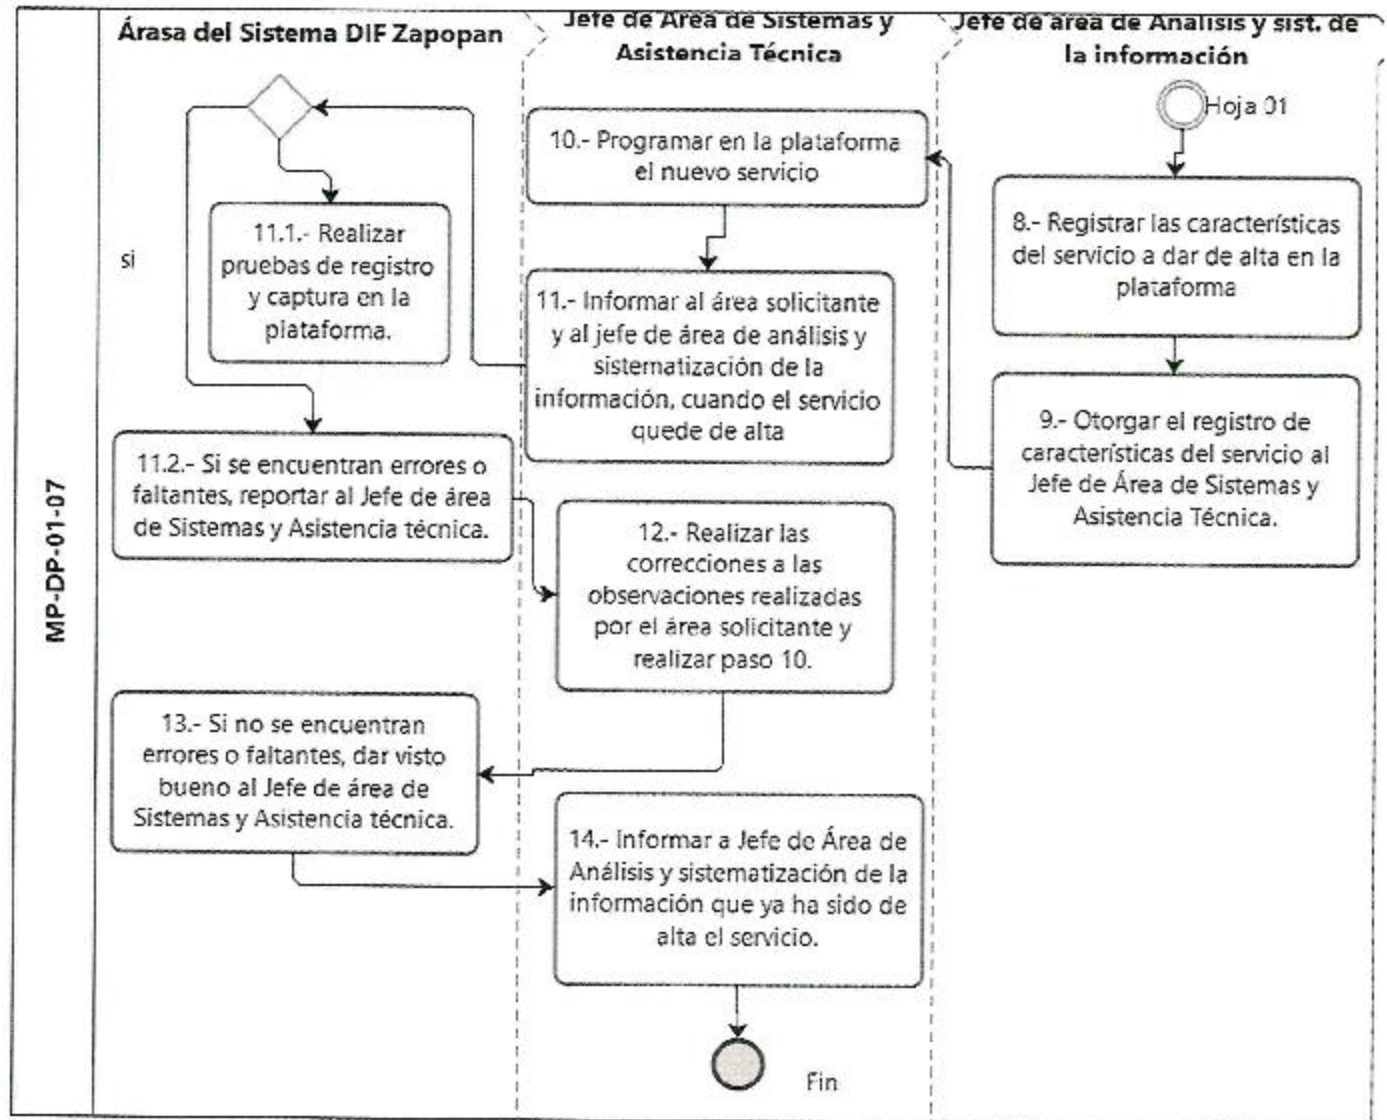 MP-DP-01-07
Árasa del Sistema DIF Zapopan
Jefe de Área de Sistemas y
Asistencia Técnica
Jefe de área de Análisis y sist. de
la información
Hoja 01
10.- Programar en la plataforma
el nuevo servicio
8.- Registrar las características
del servicio a dar de alta en la
plataforma
11.1.- Realizar
pruebas de registro
y captura en la
plataforma.
si
11.- Informar al área solicitante
y al jefe de área de análisis y
sistematización de la
información, cuando el servicio
quede de alta
9.- Otorgar el registro de
características del servicio al
Jefe de Área de Sistemas y
Asistencia Técnica.
11.2.- Si se encuentran errores o
faltantes, reportar al Jefe de área
de Sistemas y Asistencia técnica.
12.- Realizar las
correcciones a las
observaciones realizadas
por el área solicitante y
realizar paso 10.
13.- Si no se encuentran
errores o faltantes, dar visto
bueno al Jefe de área de
Sistemas y Asistencia técnica.
14.- Informar a Jefe de Área de
Análisis y sistematización de la
información que ya ha sido de
alta el servicio.
Fin